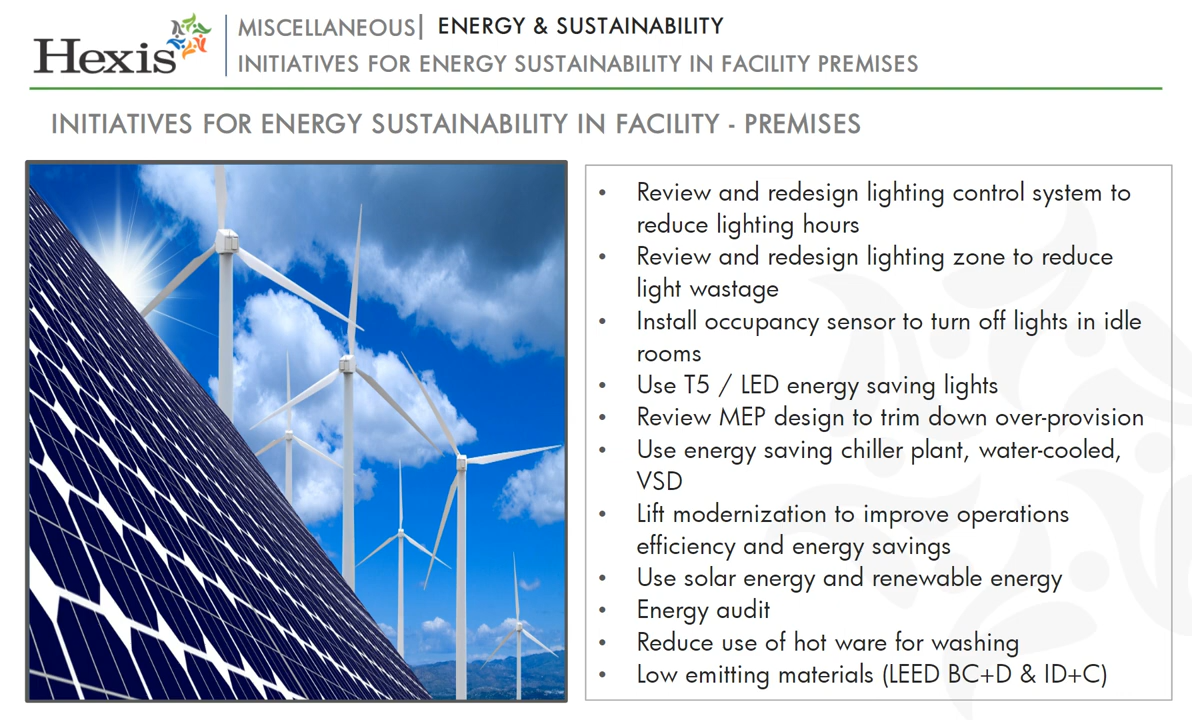 Hexis
MISCELLANEOUS| ENERGY & SUSTAINABILITY
INITIATIVES FOR ENERGY SUSTAINABILITY IN FACILITY PREMISES
INITIATIVES FOR ENERGY SUSTAINABILITY IN FACILITY - PREMISES
• Review and redesign lighting control system to
reduce lighting hours
• Review and redesign lighting zone to reduce
light wastage
• Install occupancy sensor to turn off lights in idle
rooms
• Use T5 / LED energy saving lights
• Review MEP design to trim down over-provision
• Use energy saving chiller plant, water-cooled,
VSD
• Lift modernization to improve operations
efficiency and energy savings
• Use solar energy and renewable energy
• Energy audit
• Reduce use of hot ware for washing
• Low emitting materials (LEED BC+D & ID+C)